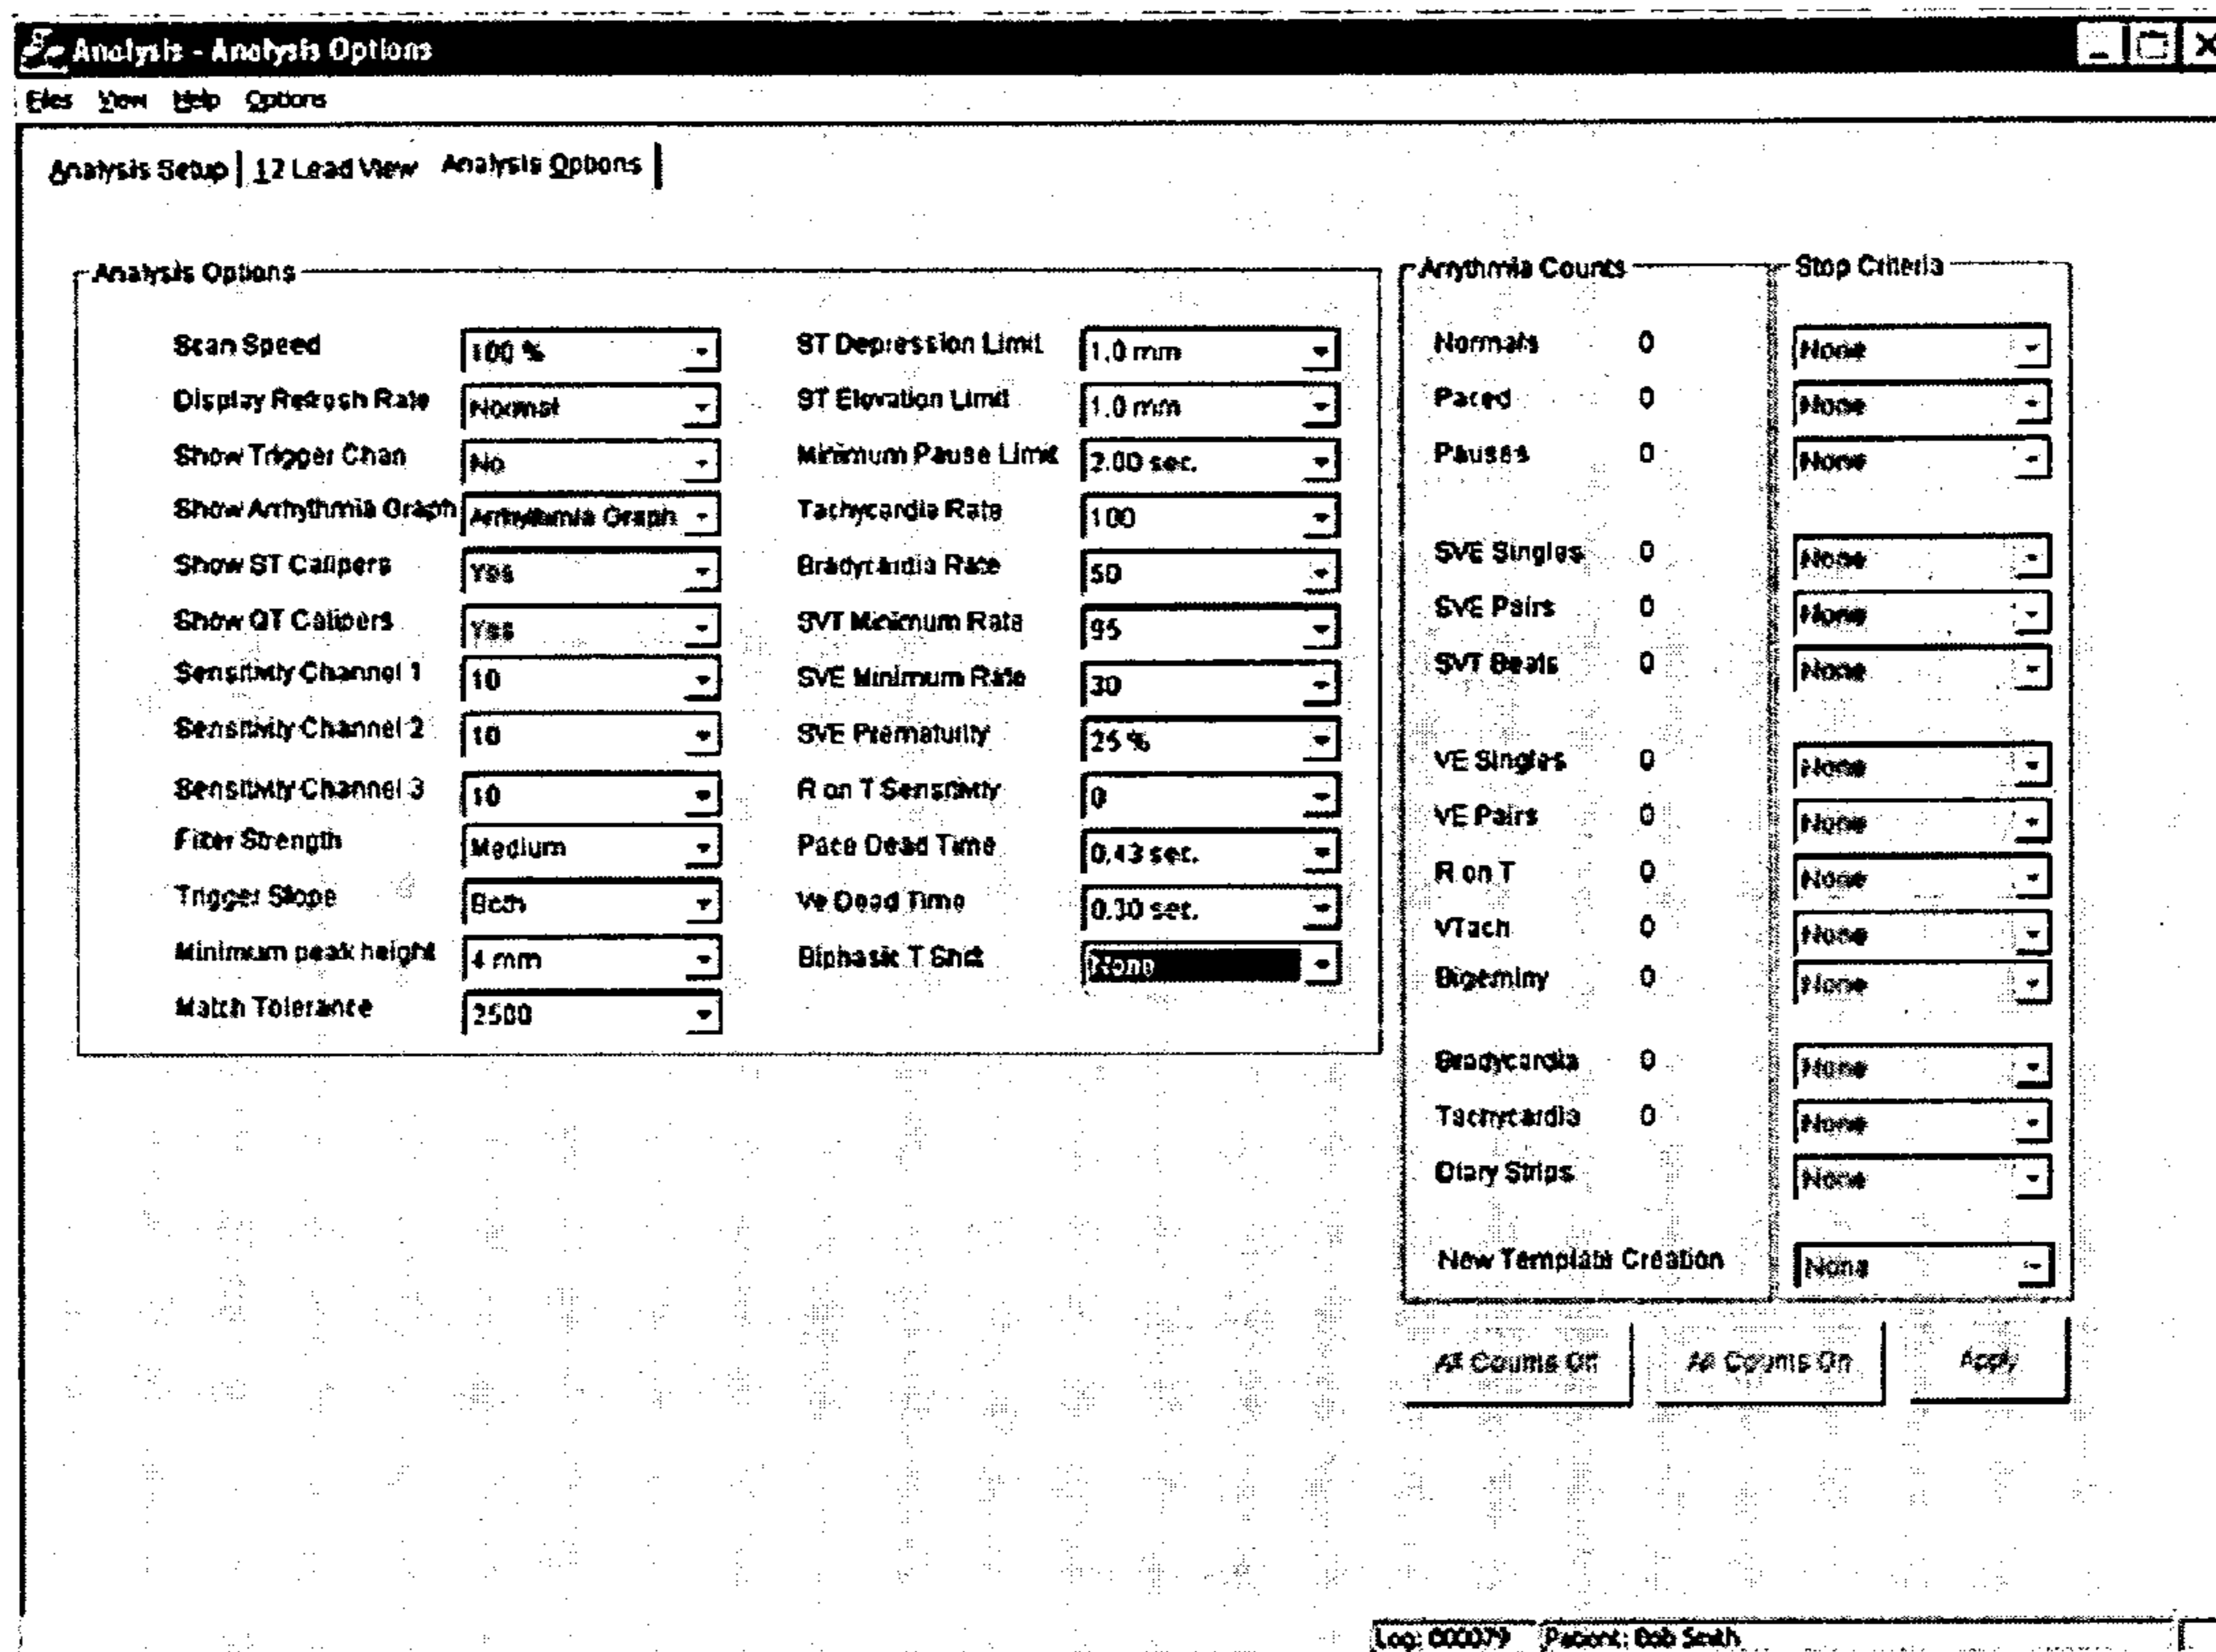 Analysis - Analysis Options
Files View Help Options
Analysis Setup 12 Lead View Analysis Options
Analysis Options
Scan Speed 100 %
Display Refresh Rate Normal
Show Trigger Chan No
Show Arrhythmia Graph Arrhythmia Graph
Show ST Calipers Yes
Show QT Calipers Yes
Sensitivity Channel 1 10
Sensitivity Channel 2 10
Sensitivity Channel 3 10
Filter Strength Medium
Trigger Slope Both
Minimum peak height 4 mm
Match Tolerance 2500
ST Depression Limit 1.0 mm
ST Elevation Limit 1.0 mm
Minimum Pause Limit 2.00 sec.
Tachycardia Rate 100
Bradycardia Rate 50
SVT Minimum Rate 95
SVE Minimum Rate 30
SVE Prematurity 25 %
R on T Sensitivity 0
Pace Dead Time 0.43 sec.
Ve Dead Time 0.30 sec.
Biphasic T Shift None
Arrythmia Counts Stop Criteria
Normals 0 None
Paced 0 None
Pauses 0 None
SVE Singles 0 None
SVE Pairs 0 None
SVT Beats 0 None
VE Singles 0 None
VE Pairs 0 None
R on T 0 None
VTach 0 None
Bigeminy 0 None
Bradycardia 0 None
Tachycardia 0 None
Diary Strips None
New Template Creation None
All Counts Off All Counts On Apply
Log: 000079 Patient: Bob Smith